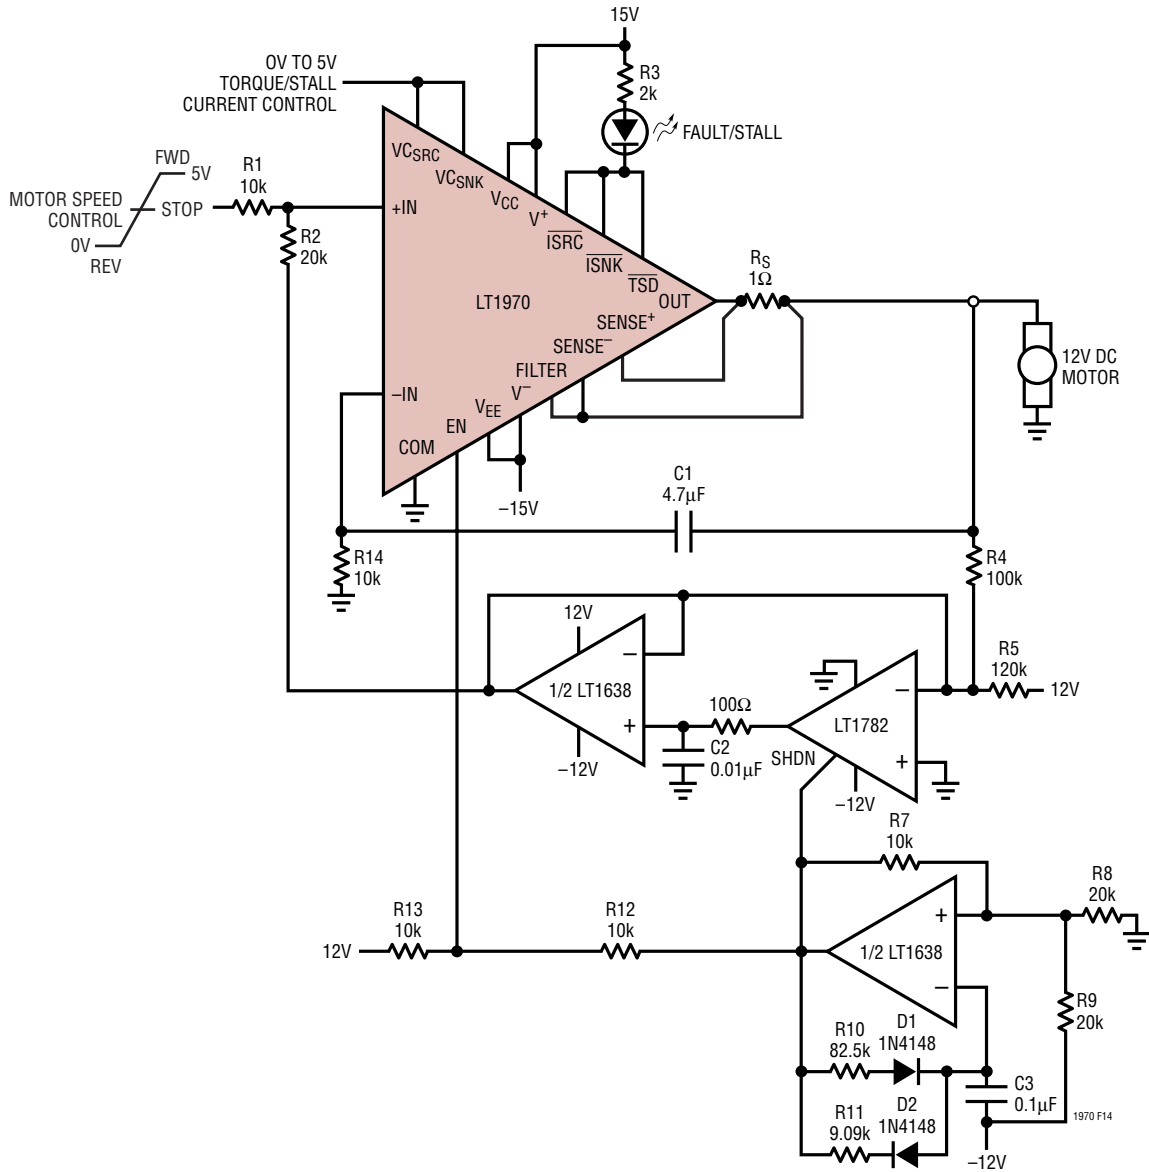 15V
R3
2k
0V TO 5V
TORQUE/STALL
CURRENT CONTROL
FAULT/STALL
VCSRC
VCSNK
VCC
V+
ISRC
ISNK
TSD
OUT
FWD
5V
R1
10k
MOTOR SPEED
CONTROL
STOP
0V
REV
+IN
R2
20k
LT1970
RS
1Ω
SENSE+
SENSE–
FILTER
V–
VEE
EN
COM
–IN
12V DC
MOTOR
–15V
C1
4.7µF
R14
10k
R4
100k
12V
–
1/2 LT1638
+
–12V
100Ω
C2
0.01µF
–
LT1782
+
SHDN
–12V
R5
120k
12V
R7
10k
R8
20k
R13
10k
12V
R12
10k
+
1/2 LT1638
–
R9
20k
R10
82.5k
D1
1N4148
R11
9.09k
D2
1N4148
C3
0.1µF
–12V
1970 F14